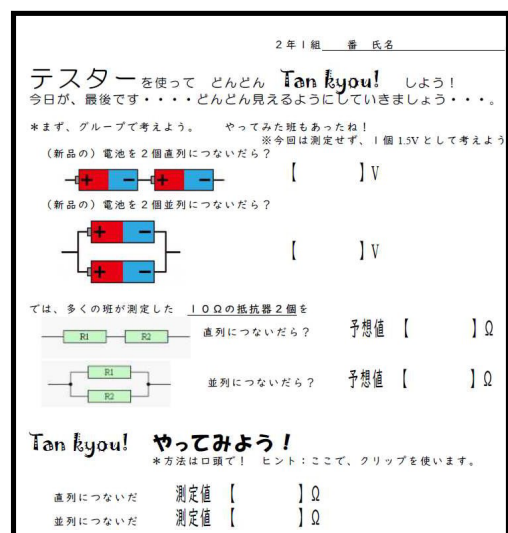 2年1組　番　氏名
テスターを使って　どんどん　Tan kyou!　しよう！
今日が、最後です・・・・どんどん見えるようにしていきましょう・・・。
＊まず、グループで考えよう。　やってみた班もあったね！
※今回は測定せず、1個1.5Vとして考えよう
（新品の）電池を2個直列につないだら？
+ − + −
【　　　】V
（新品の）電池を2個並列につないだら？
+ −
【　　　】V
+ −
では、多くの班が測定した　10Ωの抵抗器2個を
R1 R2
直列につないだら？　予想値【　　　】Ω
R1
R2
並列につないだら？　予想値【　　　】Ω
Tan kyou!　やってみよう！
＊方法は口頭で！　ヒント：ここで、クリップを使います。
直列につないだ　測定値【　　　】Ω
並列につないだ　測定値【　　　】Ω